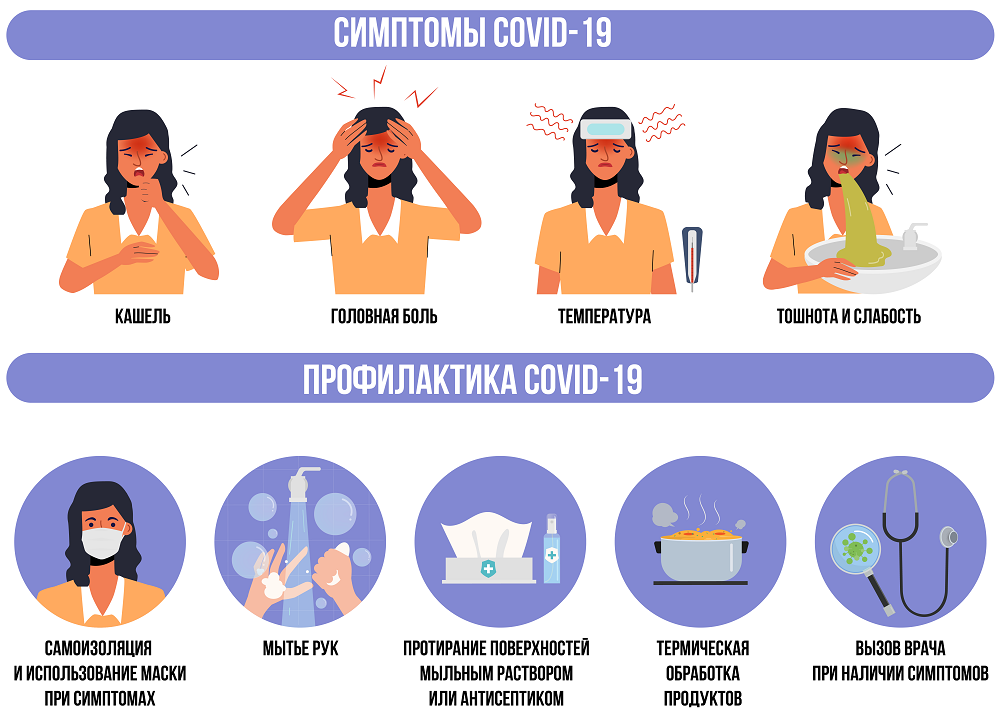 СИМПТОМЫ COVID-19
КАШЕЛЬ
ГОЛОВНАЯ БОЛЬ
ТЕМПЕРАТУРА
ТОШНОТА И СЛАБОСТЬ
ПРОФИЛАКТИКА COVID-19
САМОИЗОЛЯЦИЯ
И ИСПОЛЬЗОВАНИЕ МАСКИ
ПРИ СИМПТОМАХ
МЫТЬЕ РУК
ПРОТИРАНИЕ ПОВЕРХНОСТЕЙ
МЫЛЬНЫМ РАСТВОРОМ
ИЛИ АНТИСЕПТИКОМ
ТЕРМИЧЕСКАЯ
ОБРАБОТКА
ПРОДУКТОВ
ВЫЗОВ ВРАЧА
ПРИ НАЛИЧИИ СИМПТОМОВ